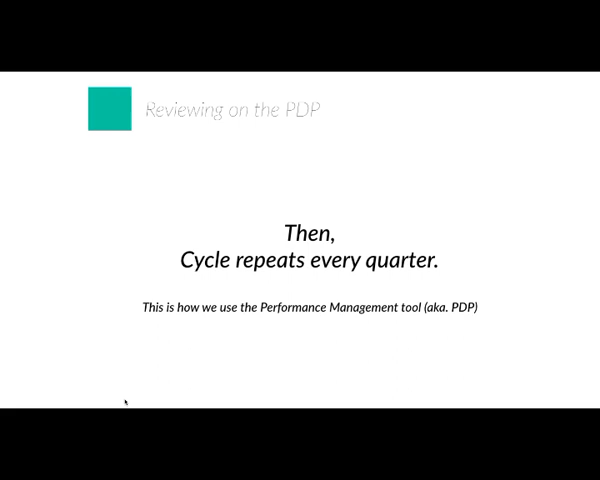 Reviewing on the PDP
Then,
Cycle repeats every quarter.
This is how we use the Performance Management tool (aka. PDP)